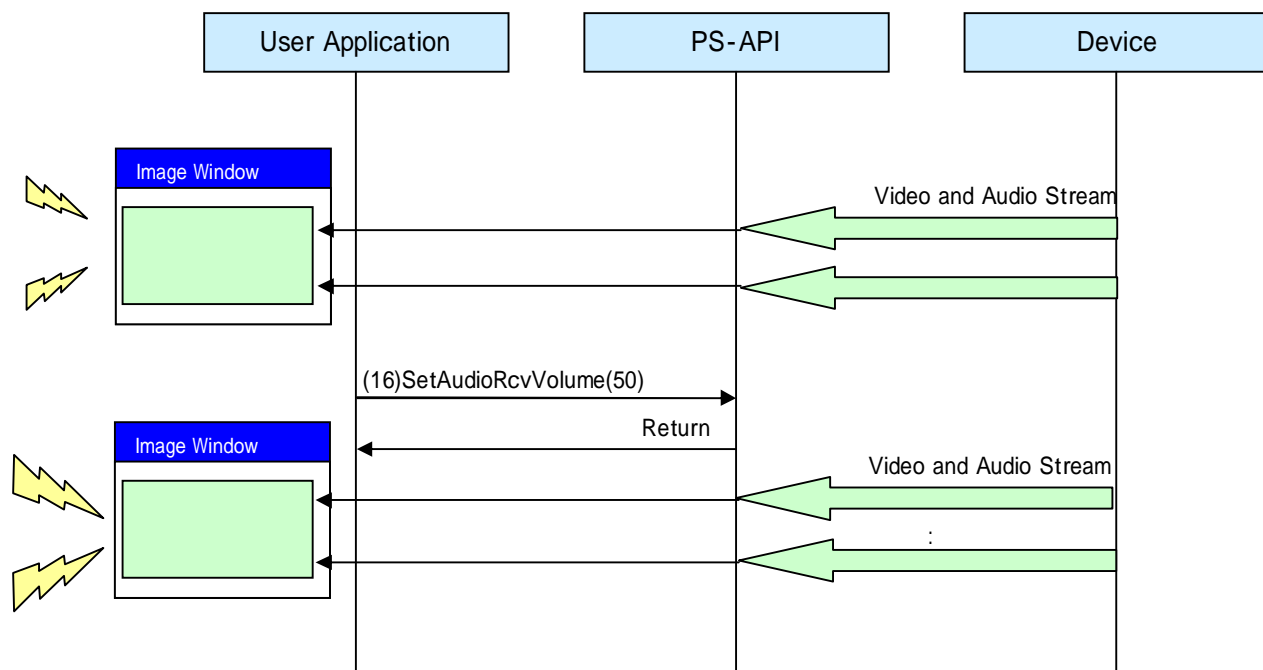 User Application
PS-API
Device
Image Window
Video and Audio Stream
(16)SetAudioRcvVolume(50)
Return
Image Window
Video and Audio Stream
: